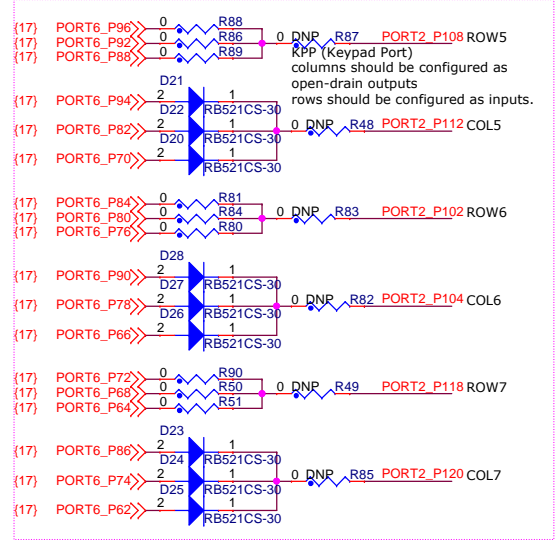 {17} PORT6_P96 0 R88
{17} PORT6_P92 0 R86 0 DNP R87 PORT2_P108 ROW5
{17} PORT6_P88 0 R89
KPP (Keypad Port)
columns should be configured as
open-drain outputs
rows should be configured as inputs.
D21
{17} PORT6_P94 2 1
D22 RB521CS-30
{17} PORT6_P82 2 1 0 DNP R48 PORT2_P112 COL5
D20 RB521CS-30
{17} PORT6_P70 2 1
RB521CS-30
{17} PORT6_P84 0 R81
{17} PORT6_P80 0 R84 0 DNP R83 PORT2_P102 ROW6
{17} PORT6_P76 0 R80
D28
{17} PORT6_P90 2 1
D27 RB521CS-30
{17} PORT6_P78 2 1 0 DNP R82 PORT2_P104 COL6
D26 RB521CS-30
{17} PORT6_P66 2 1
RB521CS-30
{17} PORT6_P72 0 R90
{17} PORT6_P68 0 R50 0 DNP R49 PORT2_P118 ROW7
{17} PORT6_P64 0 R51
D23
{17} PORT6_P86 2 1
D24 RB521CS-30
{17} PORT6_P74 2 1 0 DNP R85 PORT2_P120 COL7
D25 RB521CS-30
{17} PORT6_P62 2 1
RB521CS-30